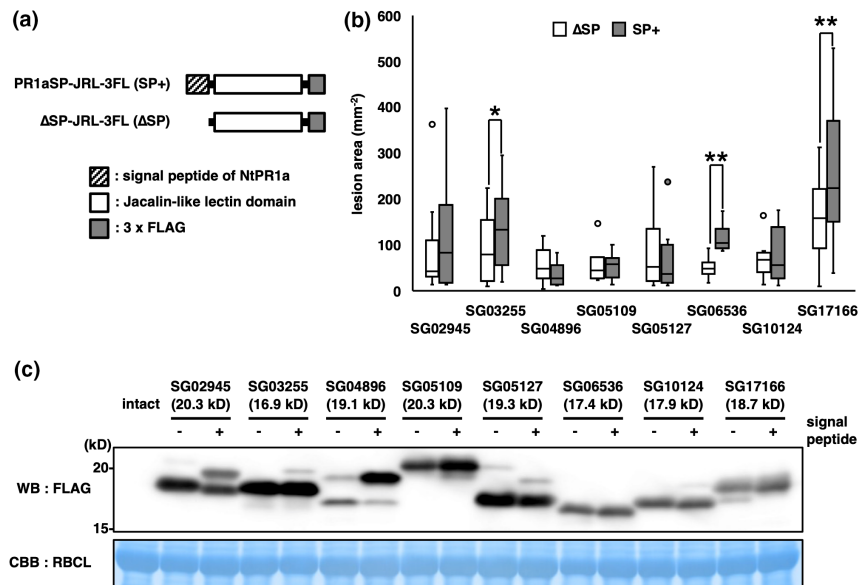 (a)
PR1aSP-JRL-3FL (SP+)
ΔSP-JRL-3FL (ΔSP)
: signal peptide of NtPR1a
: Jacalin-like lectin domain
: 3 x FLAG
(b)
lesion area (mm-2)
600
500
400
300
200
100
0
ΔSP SP+
*
**
**
SG03255 SG05109 SG06536 SG17166
SG02945 SG04896 SG05127 SG10124
(c)
SG02945 SG03255 SG04896 SG05109 SG05127 SG06536 SG10124 SG17166
intact (20.3 kD) (16.9 kD) (19.1 kD) (20.3 kD) (19.3 kD) (17.4 kD) (17.9 kD) (18.7 kD)
- + - + - + - + - + - + - + - + signal peptide
(kD)
20
WB : FLAG
15
CBB : RBCL